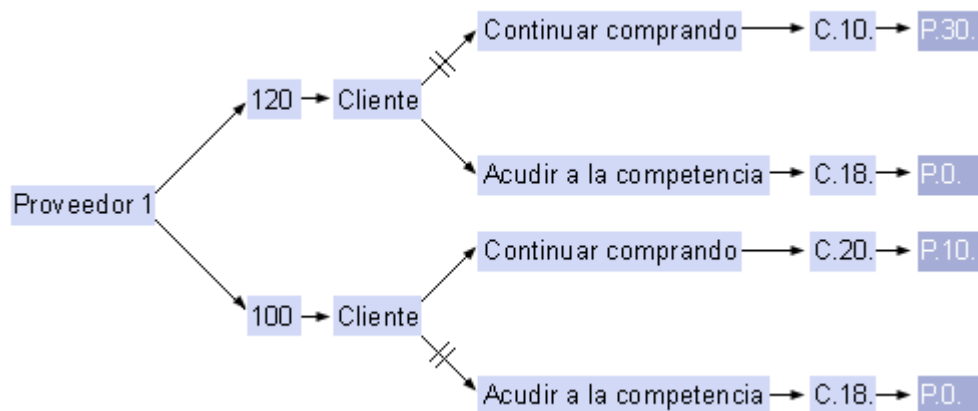 Continuar comprando C.10. P.30.
120 Cliente
Acudir a la competencia C.18. P.0.
Proveedor 1
Continuar comprando C.20. P.10.
100 Cliente
Acudir a la competencia C.18. P.0.